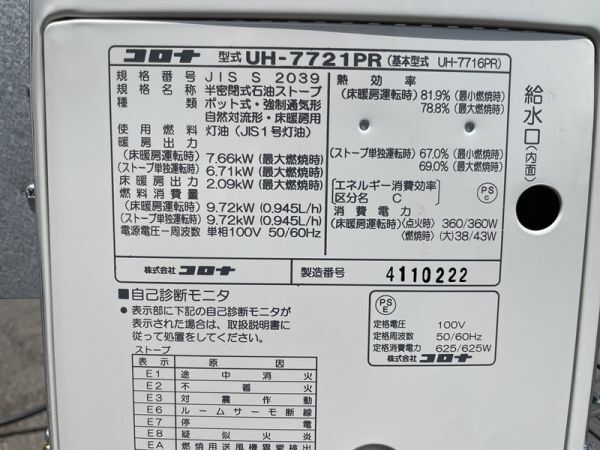 コロナ 型式 UH-7721PR (基本型式 UH-7716PR)
規格番号 JIS S 2039
規格名称 半密閉式石油ストーブ
種類 ポット式・強制通気形
自然対流形・床暖房用
使用燃料 灯油(JIS1号灯油)
暖房出力
(床暖房運転時) 7.66kW(最大燃焼時)
(ストーブ単独運転時) 6.71kW(最大燃焼時)
床暖房出力 2.09kW(最大燃焼時)
燃料消費量
(床暖房運転時) 9.72kW(0.945L/h)
(ストーブ単独運転時) 9.72kW(0.945L/h)
電源電圧-周波数 単相100V 50/60Hz
熱効率
(床暖房運転時) 81.9%(最小燃焼時)
78.8%(最大燃焼時)
(ストーブ単独運転時) 67.0%(最小燃焼時)
69.0%(最大燃焼時)
エネルギー消費効率
区分名 C
PS
C
消費電力
(床暖房運転時)(点火時) 360/360W
(燃焼時)(大)38/43W
給水口(内面)
株式会社 コロナ
製造番号 4110222
■自己診断モニタ
● 表示部に下記の自己診断モニタが
表示された場合は、取扱説明書に
従って処置をしてください。
ストーブ
表示 原因
E1 途中消火
E2 不着火
E3 対震作動
E6 ルームサーモ断線
E7 停電
E8 疑似火炎
EA 燃焼用送風機異常検出
PS
E
定格電圧 100V
定格周波数 50/60Hz
定格消費電力 625/625W
株式会社 コロナ